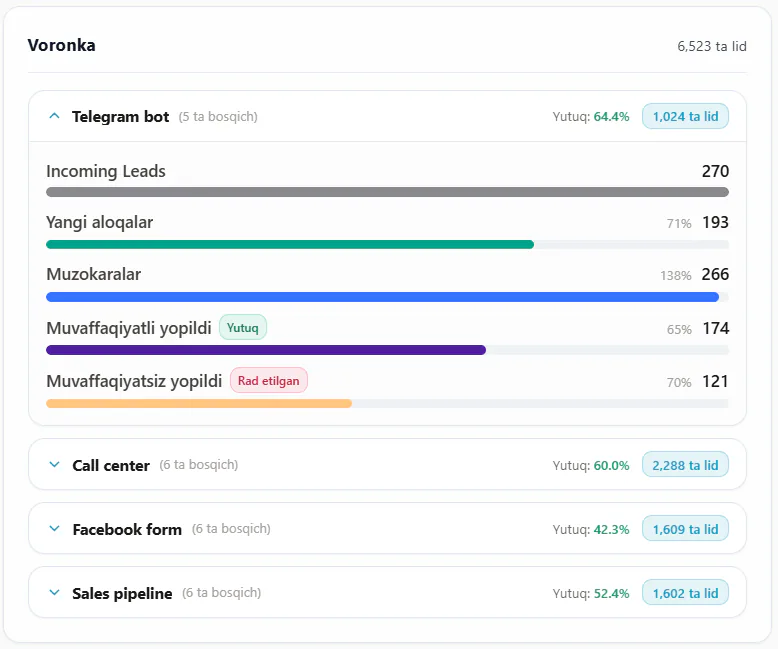 Voronka 6,523 ta lid
Telegram bot (5 ta bosqich) Yutuq: 64.4% 1,024 ta lid
Incoming Leads 270
Yangi aloqalar 71% 193
Muzokaralar 138% 266
Muvaffaqiyatli yopildi Yutuq 65% 174
Muvaffaqiyatsiz yopildi Rad etilgan 70% 121
Call center (6 ta bosqich) Yutuq: 60.0% 2,288 ta lid
Facebook form (6 ta bosqich) Yutuq: 42.3% 1,609 ta lid
Sales pipeline (6 ta bosqich) Yutuq: 52.4% 1,602 ta lid